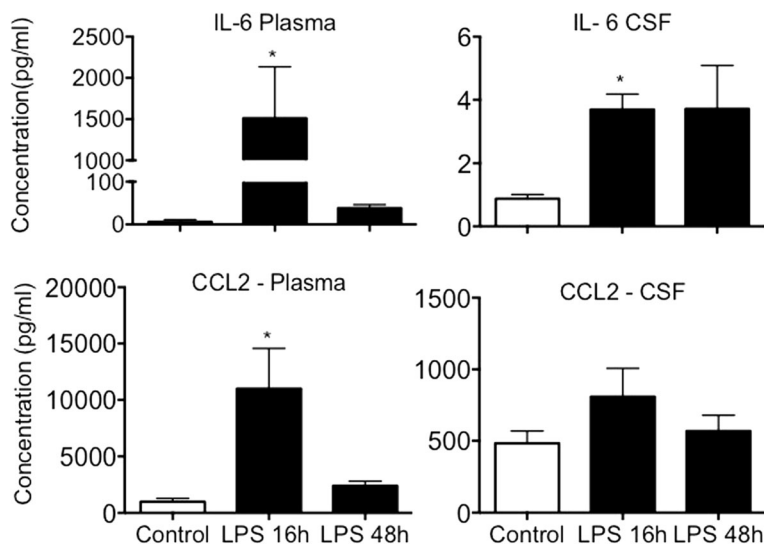 IL-6 Plasma
Concentration(pg/ml)
2500
2000
1500
1000
100
0
*
IL- 6 CSF
6
4
2
0
*
CCL2 - Plasma
Concentration (pg/ml)
20000
15000
10000
5000
0
*
Control LPS 16h LPS 48h
CCL2 - CSF
1500
1000
500
0
Control LPS 16h LPS 48h